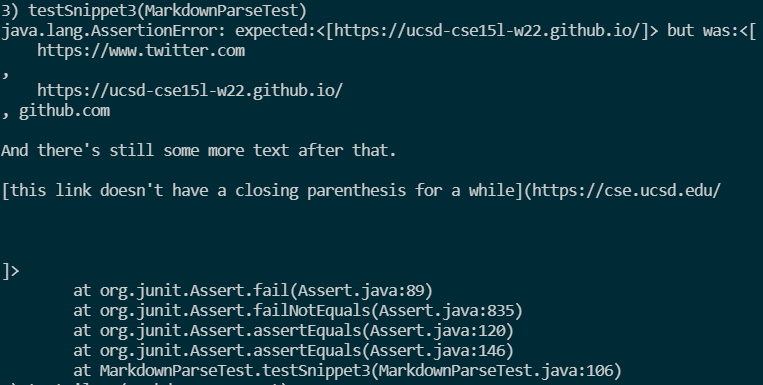 3) testSnippet3(MarkdownParseTest)
java.lang.AssertionError: expected:<[https://ucsd-cse15l-w22.github.io/]> but was:<[
    https://www.twitter.com
,
    https://ucsd-cse15l-w22.github.io/
, github.com

And there's still some more text after that.

[this link doesn't have a closing parenthesis for a while](https://cse.ucsd.edu/



]>
        at org.junit.Assert.fail(Assert.java:89)
        at org.junit.Assert.failNotEquals(Assert.java:835)
        at org.junit.Assert.assertEquals(Assert.java:120)
        at org.junit.Assert.assertEquals(Assert.java:146)
        at MarkdownParseTest.testSnippet3(MarkdownParseTest.java:106)